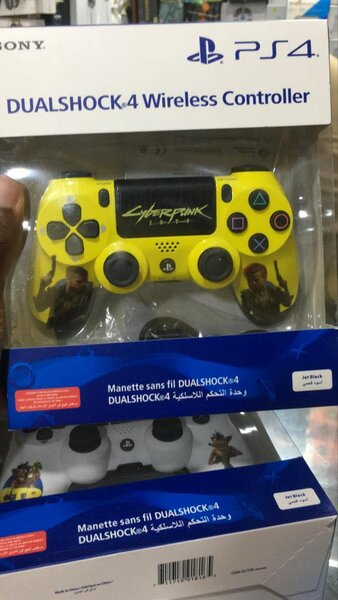 SONY
PS4
DUALSHOCK®4 Wireless Controller
Cyberpunk
2077
Manette sans fil DUALSHOCK®4
وحدة التحكم اللاسلكية DUALSHOCK®4
Jet Black
أسود فحمي
Manette sans fil DUALSHOCK®4
وحدة التحكم اللاسلكية DUALSHOCK®4
Jet Black
أسود فحمي